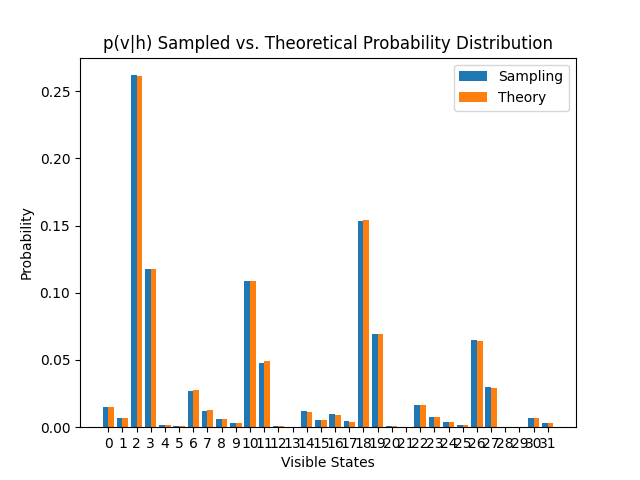 p(v|h) Sampled vs. Theoretical Probability Distribution
Sampling
Theory
Probability
0.25
0.20
0.15
0.10
0.05
0.00
0 1 2 3 4 5 6 7 8 9 10 11 12 13 14 15 16 17 18 19 20 21 22 23 24 25 26 27 28 29 30 31
Visible States